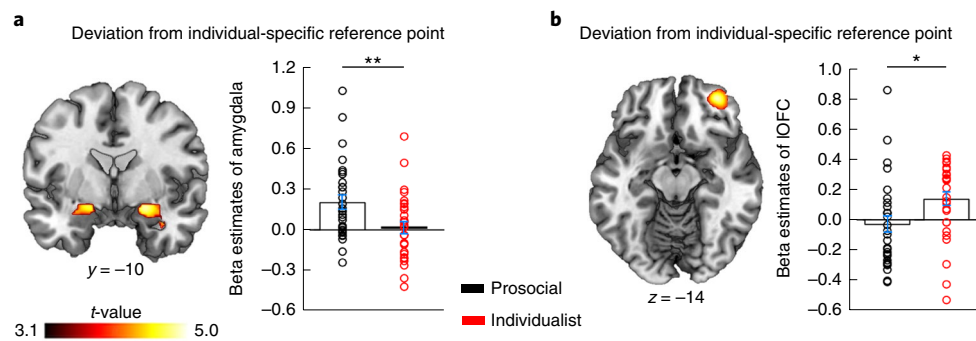 a
Deviation from individual-specific reference point
**
1.2
0.9
0.6
0.3
0.0
−0.3
−0.6
Beta estimates of amygdala
y = −10
t-value
3.1
5.0
Prosocial
Individualist
b
Deviation from individual-specific reference point
*
1.0
0.8
0.6
0.4
0.2
0.0
−0.2
−0.4
−0.6
Beta estimates of lOFC
z = −14